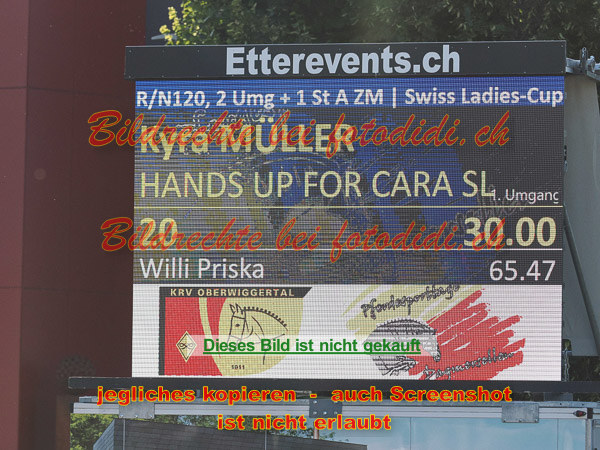 Etterevents.ch
R/N120, 2 Umg + 1 St A ZM | Swiss Ladies-Cup
Kyra MÜLLER
Bildrechte bei fotodidi.ch
HANDS UP FOR CARA SL
1. Umgang
20 30.00
Bildrechte bei fotodidi.ch
Willi Priska 65.47
KRV OBERWIGGERTAL
Pferdesporttage
Dieses Bild ist nicht gekauft
1911
jegliches kopieren - auch Screenshot
ist nicht erlaubt